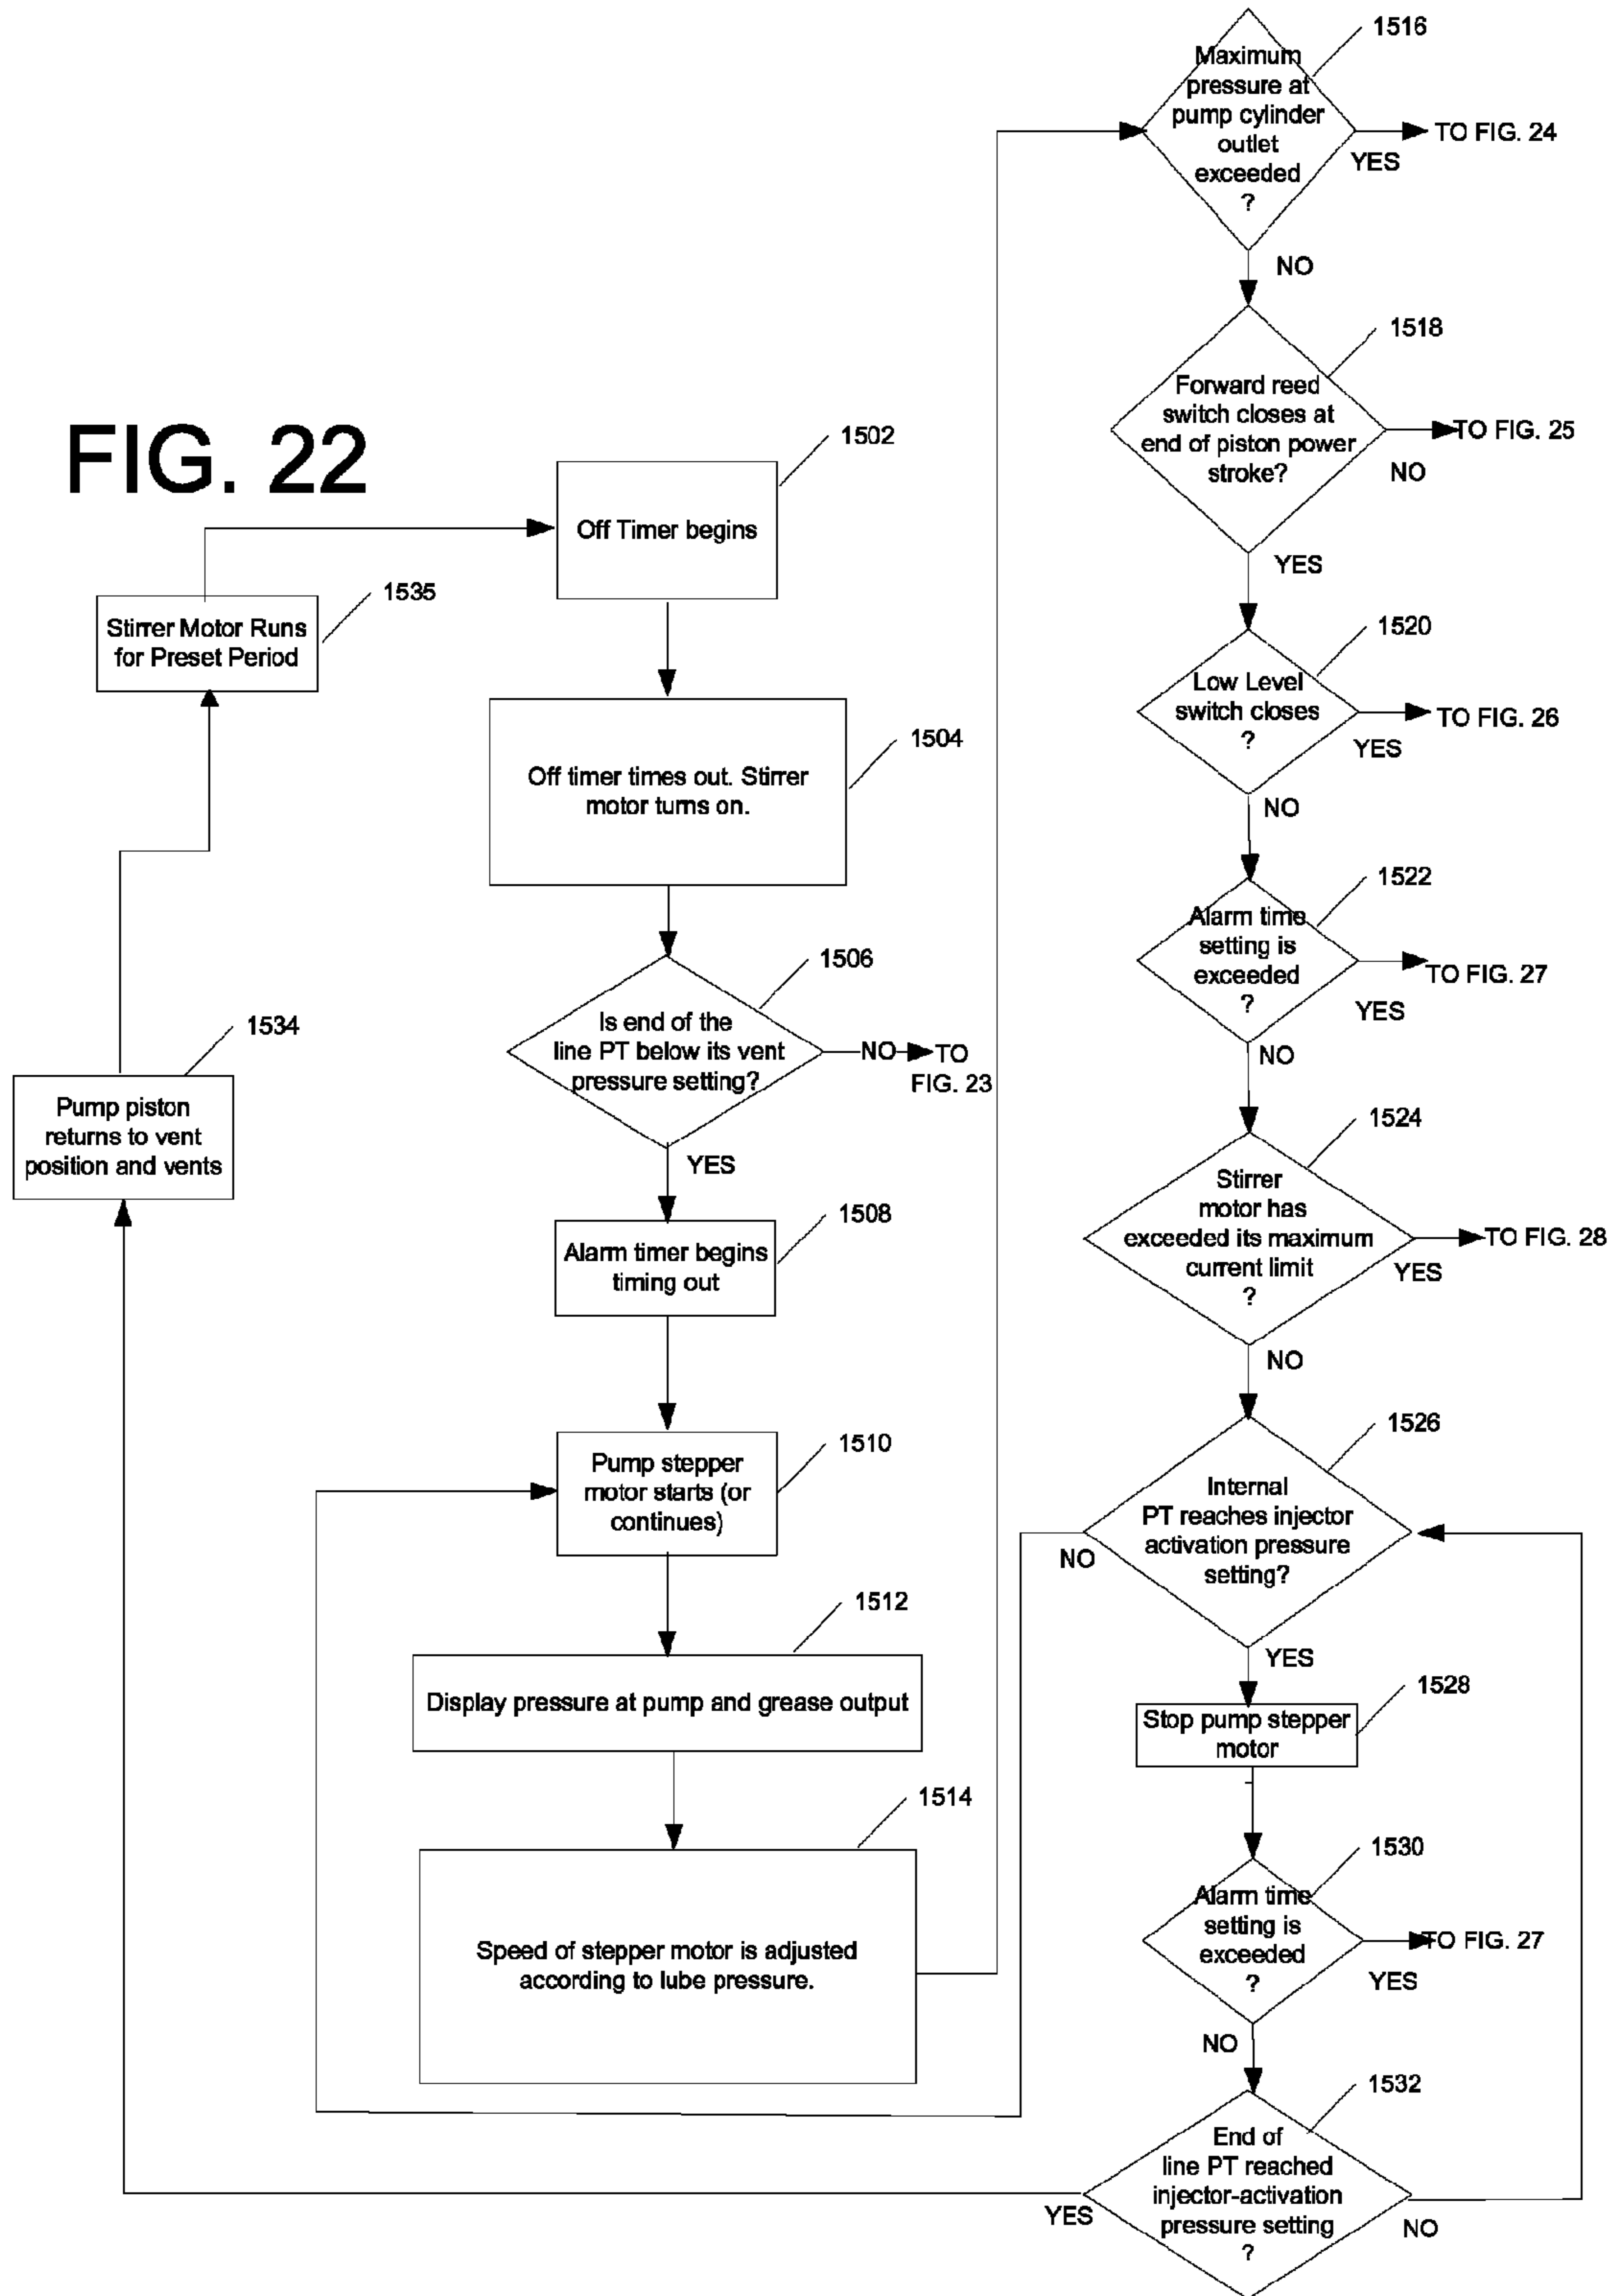 FIG. 22
1502
Off Timer begins
1535
Stirrer Motor Runs
for Preset Period
1504
Off timer times out. Stirrer
motor turns on.
1506
Is end of the
line PT below its vent
pressure setting?
NO
TO
FIG. 23
YES
1534
Pump piston
returns to vent
position and vents
1508
Alarm timer begins
timing out
1510
Pump stepper
motor starts (or
continues)
1512
Display pressure at pump and grease output
1514
Speed of stepper motor is adjusted
according to lube pressure.
1516
Maximum
pressure at
pump cylinder
outlet
exceeded
?
TO FIG. 24
YES
NO
1518
Forward reed
switch closes at
end of piston power
stroke?
TO FIG. 25
NO
YES
1520
Low Level
switch closes
?
TO FIG. 26
YES
NO
1522
Alarm time
setting is
exceeded
?
TO FIG. 27
YES
NO
1524
Stirrer
motor has
exceeded its maximum
current limit
?
TO FIG. 28
YES
NO
1526
Internal
PT reaches injector
activation pressure
setting?
NO
YES
1528
Stop pump stepper
motor
1530
Alarm time
setting is
exceeded
?
TO FIG. 27
YES
NO
1532
End of
line PT reached
injector-activation
pressure setting
?
YES
NO